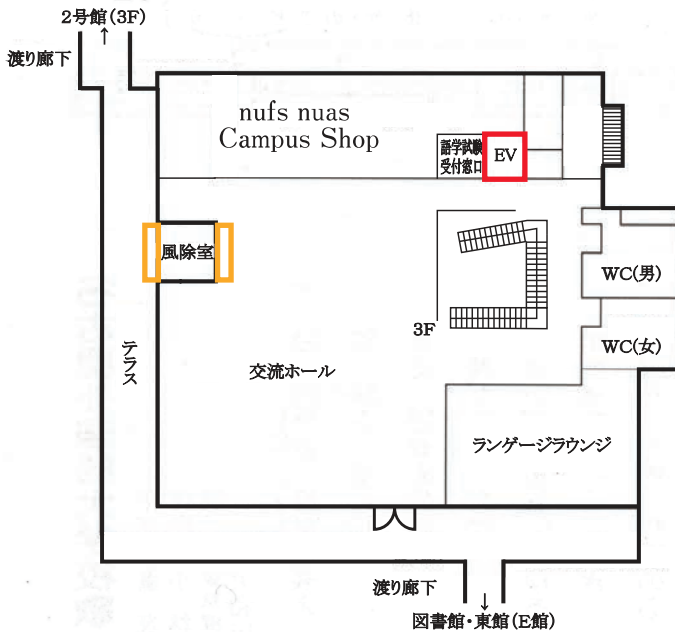 2号館(3F)
↑
渡り廊下
nufs nuas
Campus Shop
語学試験
受付窓口
EV
風除室
WC(男)
3F
WC(女)
テラス
交流ホール
ランゲージラウンジ
渡り廊下
↓
図書館・東館(E館)